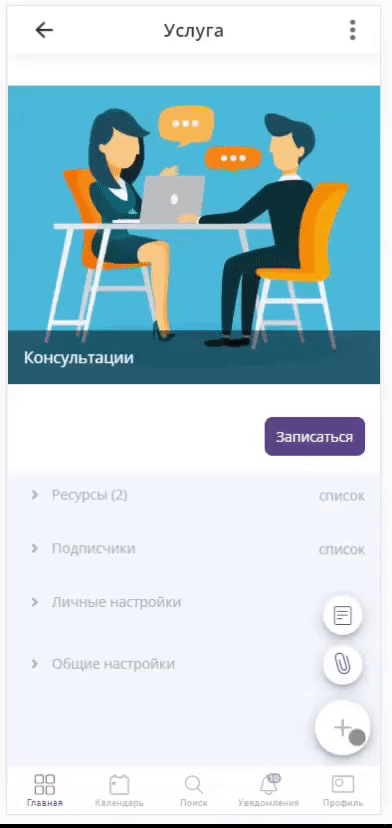 Услуга
Консультации
Записаться
Ресурсы (2)
список
Подписчики
список
Личные настройки
Общие настройки
10
Главная
Календарь
Поиск
Уведомления
Профиль